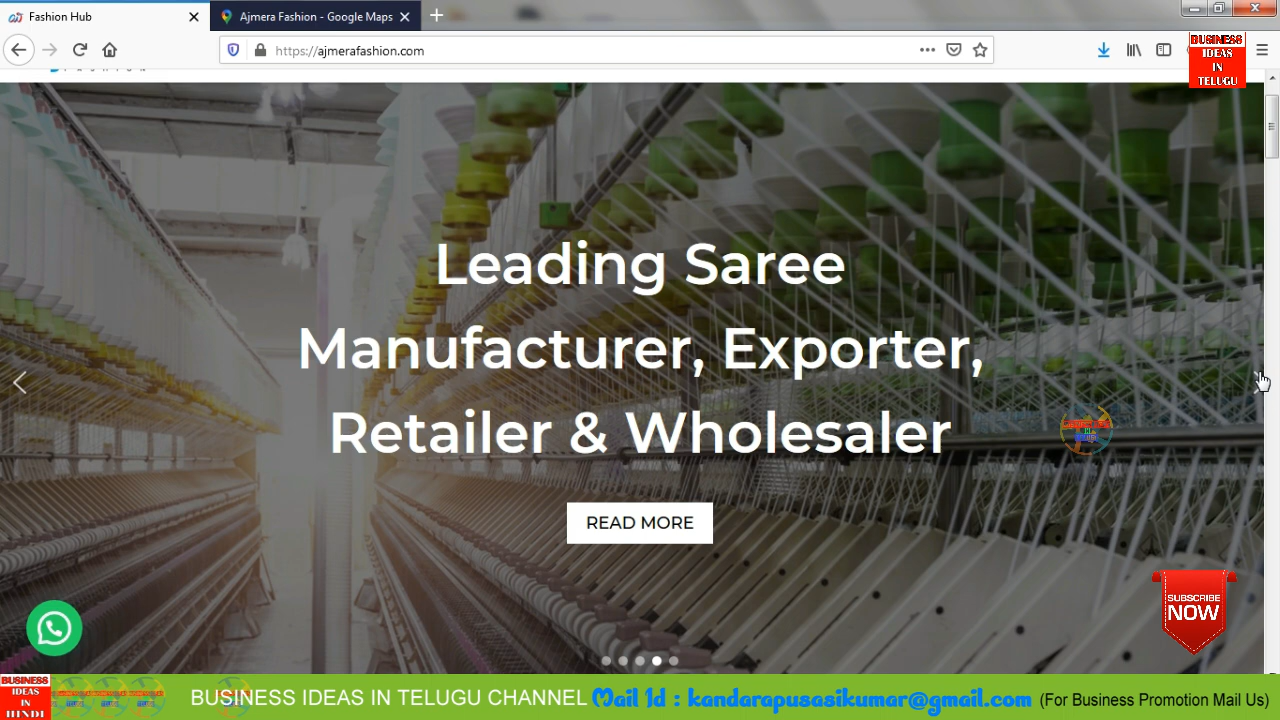 Fashion Hub
Ajmera Fashion - Google Maps
https://ajmerafashion.com
BUSINESS
IDEAS
IN
TELUGU
Leading Saree
Manufacturer, Exporter,
Retailer & Wholesaler
READ MORE
SUBSCRIBE
NOW
BUSINESS
IDEAS
IN
HINDI
BUSINESS IDEAS IN TELUGU CHANNEL Mail Id : kandarapusasikumar@gmail.com (For Business Promotion Mail Us)